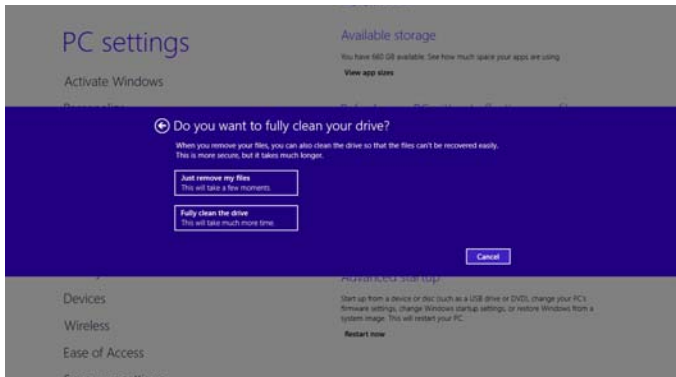 PC settings
Activate Windows
Personalize
Devices
Wireless
Ease of Access
Available storage
You have 660 GB available. See how much space your apps are using.
View app sizes
Do you want to fully clean your drive?
When you remove your files, you can also clean the drive so that the files can't be recovered easily.
This is more secure, but it takes much longer.
Just remove my files
This will take a few moments.
Fully clean the drive
This will take much more time.
Cancel
Advanced startup
Start up from a device or disc (such as a USB drive or DVD), change your PC's
firmware settings, change Windows startup settings, or restore Windows from a
system image. This will restart your PC.
Restart now